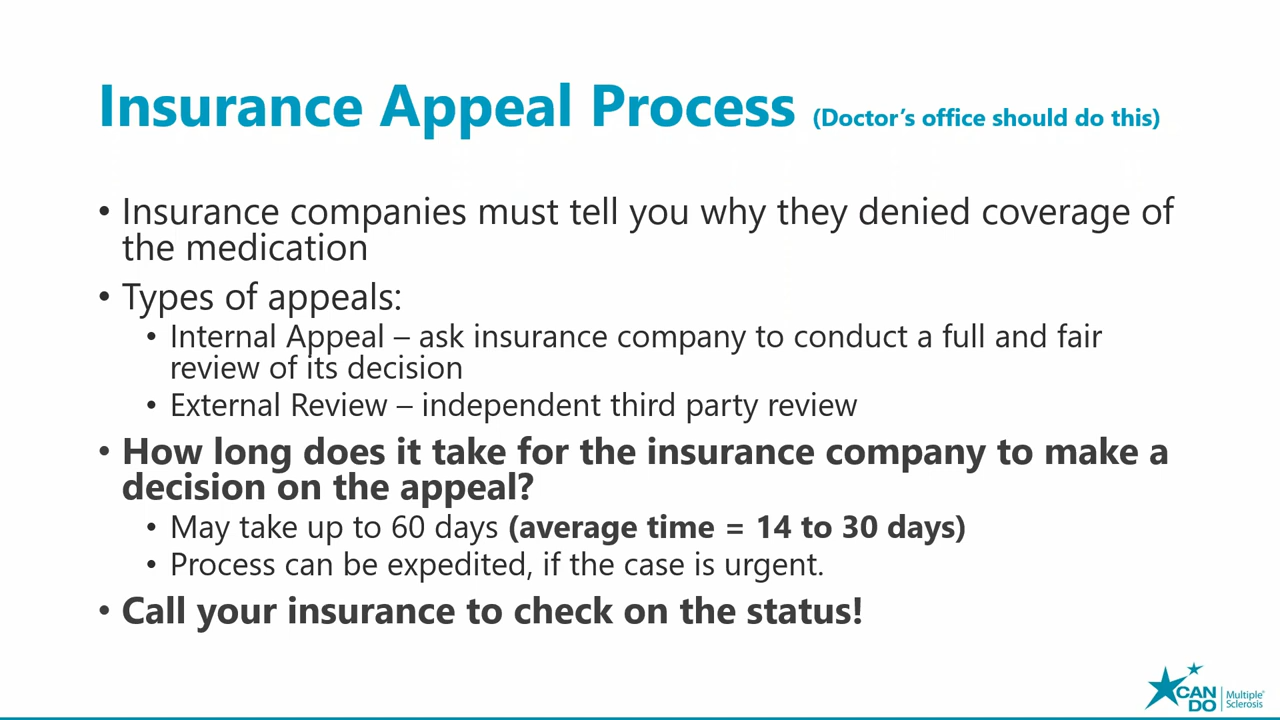 Insurance Appeal Process (Doctor's office should do this)
• Insurance companies must tell you why they denied coverage of
the medication
• Types of appeals:
• Internal Appeal – ask insurance company to conduct a full and fair
review of its decision
• External Review – independent third party review
• How long does it take for the insurance company to make a
decision on the appeal?
• May take up to 60 days (average time = 14 to 30 days)
• Process can be expedited, if the case is urgent.
• Call your insurance to check on the status!
CAN DO
Multiple
Sclerosis